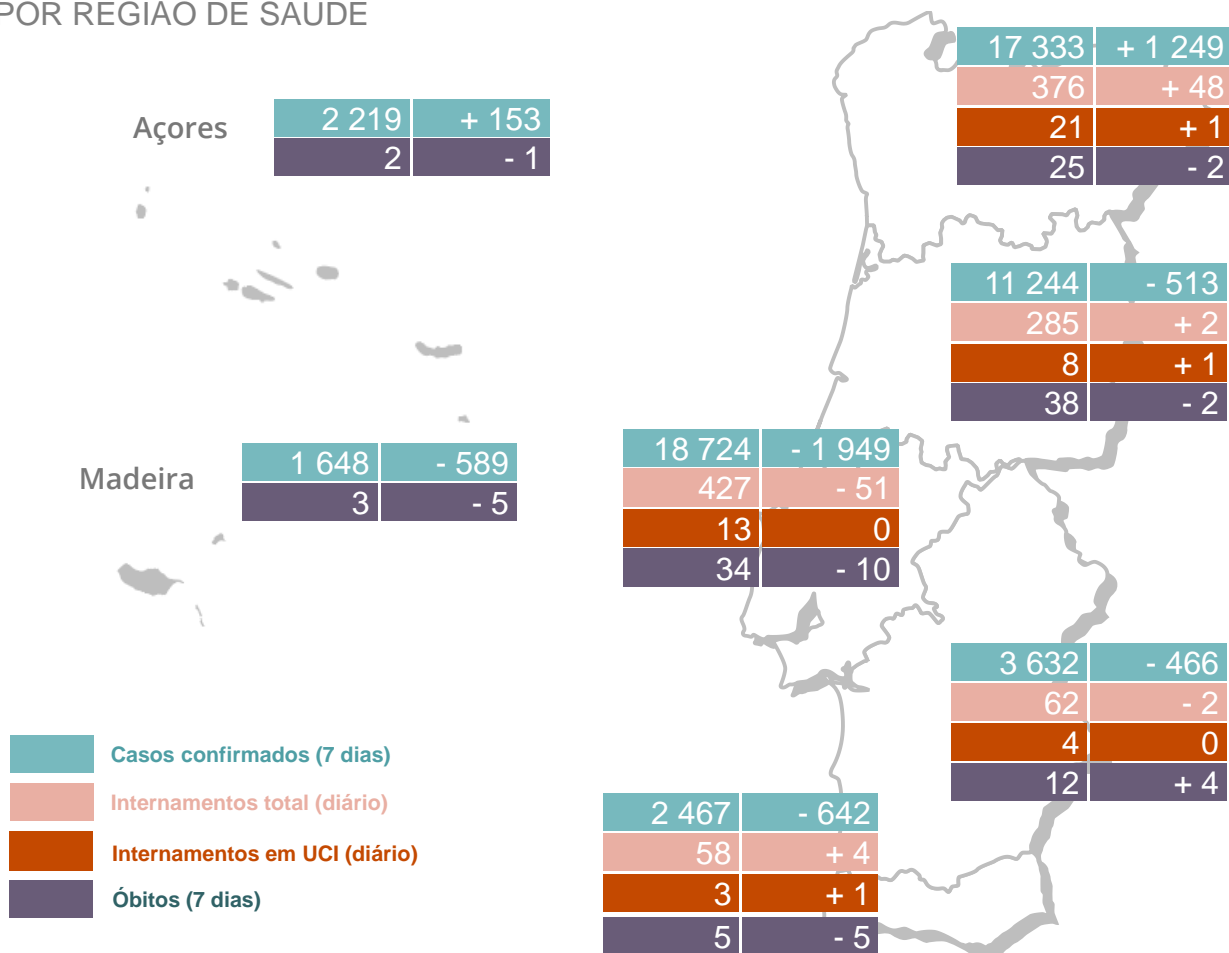 POR REGIÃO DE SAÚDE
Açores
2 219 + 153
2 - 1
17 333 + 1 249
376 + 48
21 + 1
25 - 2
11 244 - 513
285 + 2
8 + 1
38 - 2
Madeira
1 648 - 589
3 - 5
18 724 - 1 949
427 - 51
13 0
34 - 10
3 632 - 466
62 - 2
4 0
12 + 4
2 467 - 642
58 + 4
3 + 1
5 - 5
Casos confirmados (7 dias)
Internamentos total (diário)
Internamentos em UCI (diário)
Óbitos (7 dias)